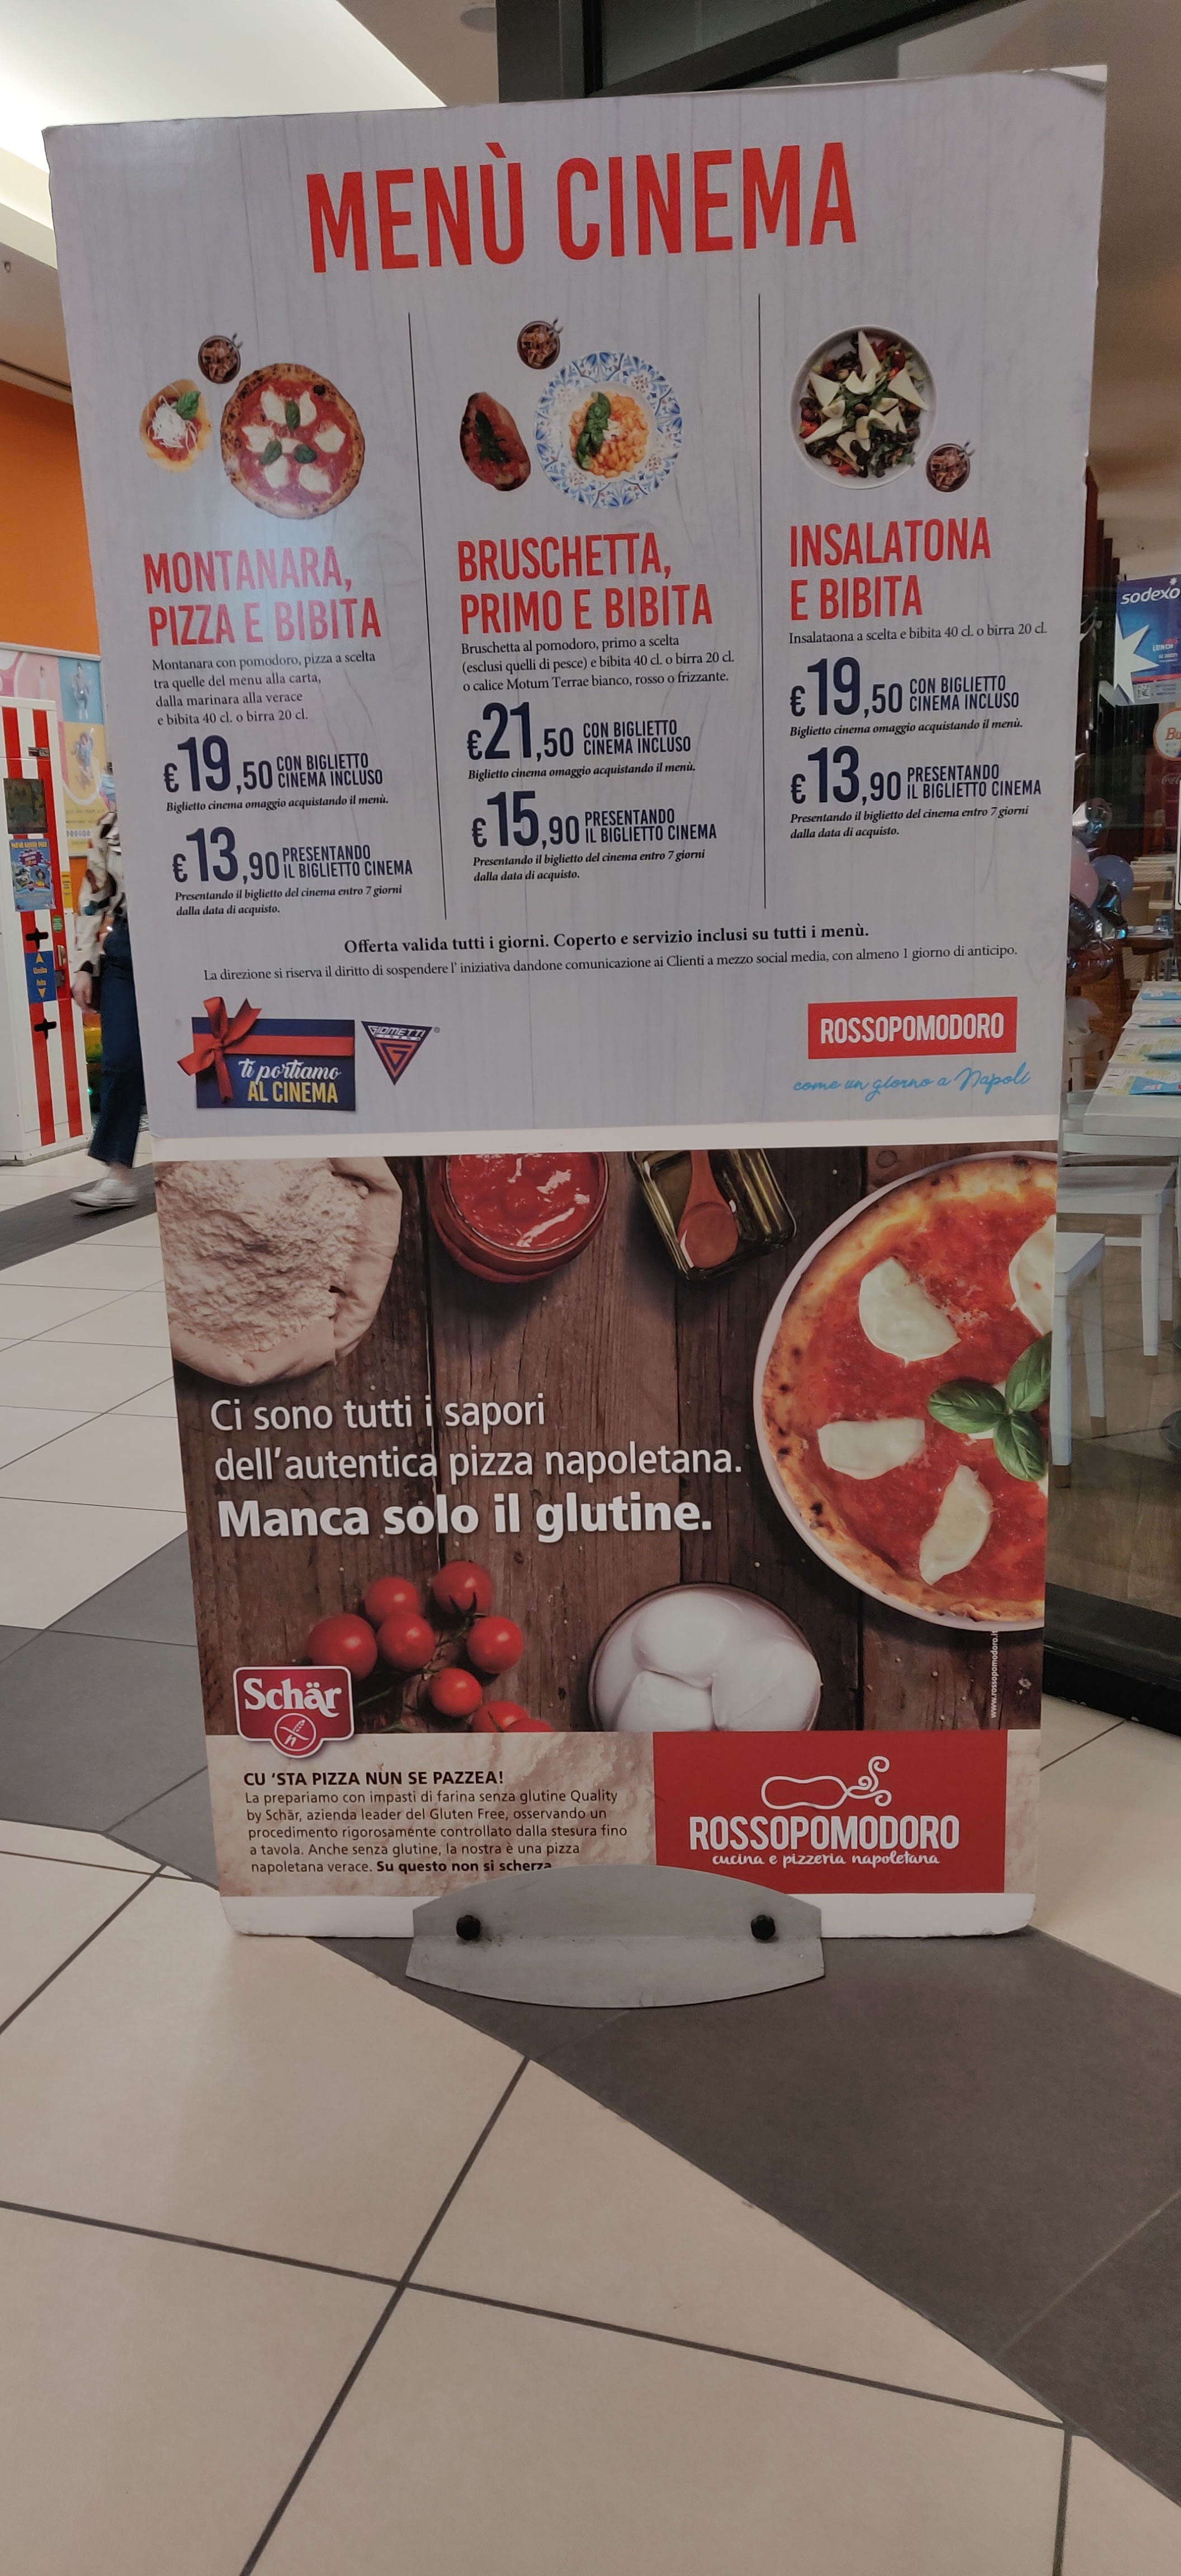 MENÙ CINEMA
MONTANARA,
PIZZA E BIBITA
Montanara con pomodoro, pizza a scelta
tra quelle del menu alla carta,
dalla marinara alla verace
e bibita 40 cl. o birra 20 cl.
€19,50 CON BIGLIETTO
CINEMA INCLUSO
Biglietto cinema omaggio acquistando il menù.
€13,90 PRESENTANDO
IL BIGLIETTO CINEMA
Presentando il biglietto del cinema entro 7 giorni
dalla data di acquisto.
BRUSCHETTA,
PRIMO E BIBITA
Bruschetta al pomodoro, primo a scelta
(esclusi quelli di pesce) e bibita 40 cl. o birra 20 cl.
o calice Motum Terrae bianco, rosso o frizzante.
€21,50 CON BIGLIETTO
CINEMA INCLUSO
Biglietto cinema omaggio acquistando il menù.
€15,90 PRESENTANDO
IL BIGLIETTO CINEMA
Presentando il biglietto del cinema entro 7 giorni
dalla data di acquisto.
INSALATONA
E BIBITA
Insalataona a scelta e bibita 40 cl. o birra 20 cl.
€19,50 CON BIGLIETTO
CINEMA INCLUSO
Biglietto cinema omaggio acquistando il menù.
€13,90 PRESENTANDO
IL BIGLIETTO CINEMA
Presentando il biglietto del cinema entro 7 giorni
dalla data di acquisto.
Offerta valida tutti i giorni. Coperto e servizio inclusi su tutti i menù.
La direzione si riserva il diritto di sospendere l' iniziativa dandone comunicazione ai Clienti a mezzo social media, con almeno 1 giorno di anticipo.
ti portiamo
AL CINEMA
GIOMETTI
ROSSOPOMODORO
come un giorno a Napoli
Ci sono tutti i sapori
dell'autentica pizza napoletana.
Manca solo il glutine.
www.rossopomodoro.it
Schär
CU 'STA PIZZA NUN SE PAZZEA!
La prepariamo con impasti di farina senza glutine Quality
by Schär, azienda leader del Gluten Free, osservando un
procedimento rigorosamente controllato dalla stesura fino
a tavola. Anche senza glutine, la nostra è una pizza
napoletana verace. Su questo non si scherza
ROSSOPOMODORO
cucina e pizzeria napoletana
sodexo